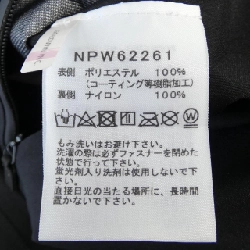 NPW62261
表側 ポリエステル 100%
(コーティング等樹脂加工)
裏側 ナイロン 100%
もみ洗いはお避け下さい。
洗濯の際は必ずファスナーを閉めた
状態で行って下さい。
蛍光剤入り洗剤は使用しないで下
さい。
直接日光の当たる場所に、長時間
置かないで下さい。